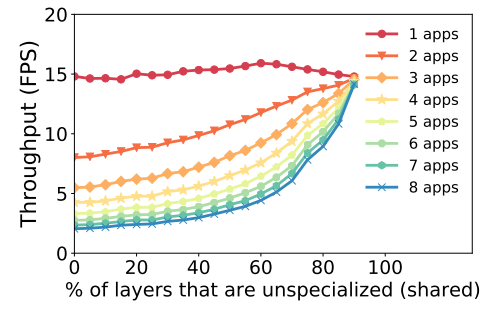 Throughput (FPS)
20
15
10
5
0
0 20 40 60 80 100
% of layers that are unspecialized (shared)
1 apps
2 apps
3 apps
4 apps
5 apps
6 apps
7 apps
8 apps